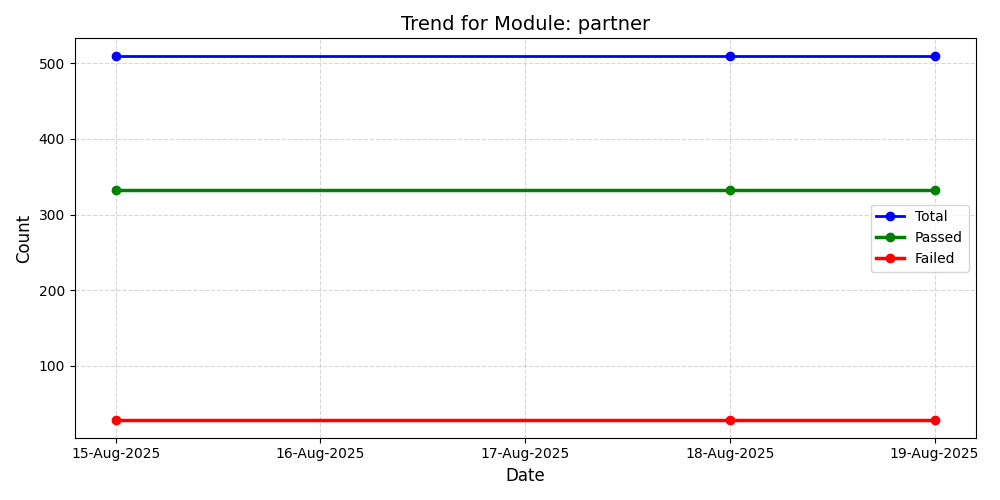 Trend for Module: partner
500
400
300
200
100
Count
Total
Passed
Failed
15-Aug-2025
16-Aug-2025
17-Aug-2025
18-Aug-2025
19-Aug-2025
Date